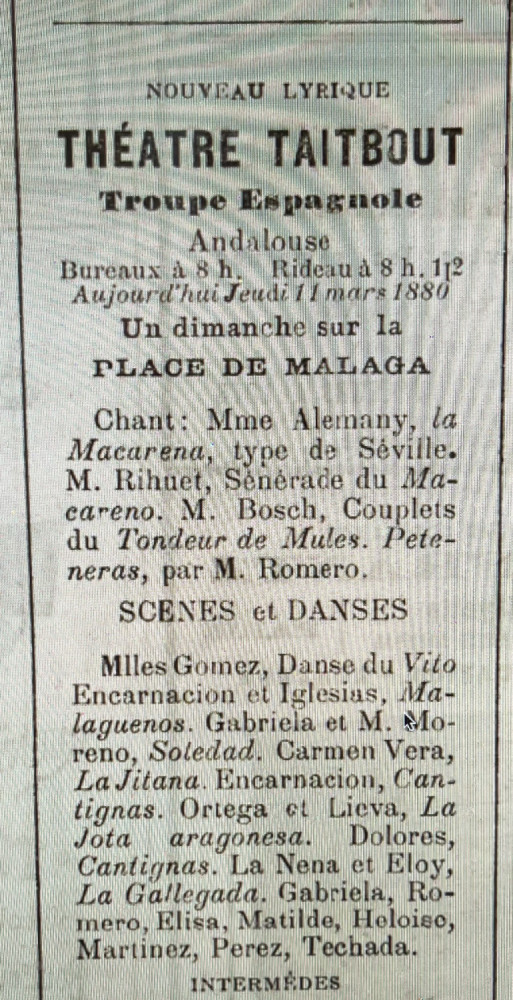 NOUVEAU LYRIQUE
THÉATRE TAITBOUT
Troupe Espagnole
Andalouse
Bureaux à 8 h. Rideau à 8 h. 1|2
Aujourd'hui Jeudi 11 mars 1880
Un dimanche sur la
PLACE DE MALAGA
Chant: Mme Alemany, la
Macarena, type de Séville.
M. Rihuet, Sénérade du Ma-
careno. M. Bosch, Couplets
du Tondeur de Mules. Pete-
neras, par M. Romero.
SCENES et DANSES
Mlles Gomez, Danse du Vito
Encarnacion et Iglesias, Ma-
laguenos. Gabriela et M. Mo-
reno, Soledad. Carmen Vera,
La Jitana. Encarnacion, Can-
tignas. Ortega et Lieva, La
Jota aragonesa. Dolores,
Cantignas. La Nena et Eloy,
La Gallegada. Gabriela, Ro-
mero, Elisa, Matilde, Heloise,
Martinez, Perez, Techada.
INTERMÉDES